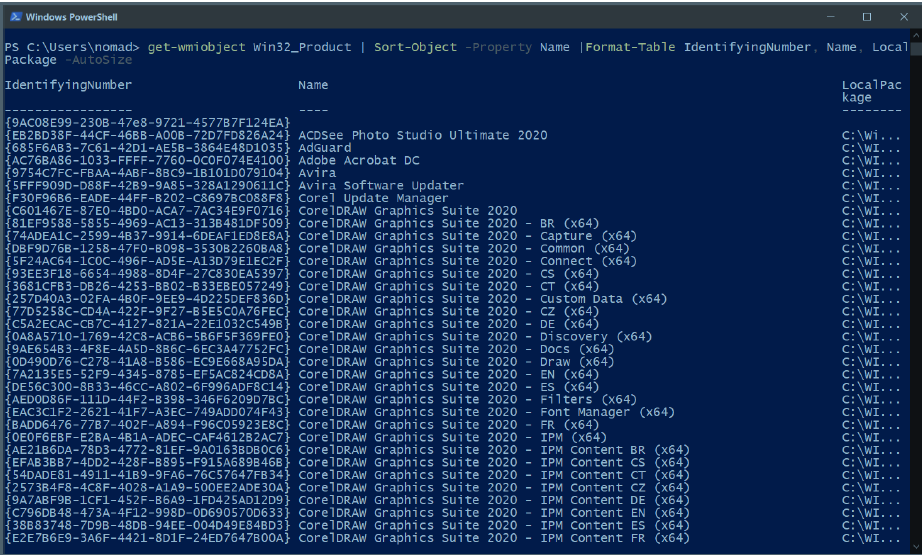 Windows PowerShell
PS C:\Users\nomad> get-wmiobject Win32_Product | Sort-Object -Property Name |Format-Table IdentifyingNumber, Name, Local
Package -AutoSize
IdentifyingNumber Name LocalPac
kage
----------------- ---- --------
{9AC08E99-230B-47e8-9721-4577B7F124EA}
{EB2BD38F-44CF-46BB-A00B-72D7FD826A24} ACDSee Photo Studio Ultimate 2020 C:\Wi...
{685F6AB3-7C61-42D1-AE5B-3864E48D1035} AdGuard C:\WI...
{AC76BA86-1033-FFFF-7760-0C0F074E4100} Adobe Acrobat DC C:\WI...
{9754C7FC-FBAA-4ABF-8BC9-1B101D079104} Avira C:\WI...
{5FFF909D-D88F-42B9-9A85-328A1290611C} Avira Software Updater C:\WI...
{F30F96B6-EADE-44FF-B202-C8697BC088F8} Corel Update Manager C:\WI...
{C601467E-87E0-4BD0-ACA7-7AC34E9F0716} CorelDRAW Graphics Suite 2020 C:\WI...
{81EF9588-5855-4969-AC13-313B481DF509} CorelDRAW Graphics Suite 2020 - BR (x64) C:\WI...
{74ADEA1C-2599-4B37-9914-6DEAF1ED8E8A} CorelDRAW Graphics Suite 2020 - Capture (x64) C:\WI...
{DBF9D76B-1258-47F0-B098-3530B2260BA8} CorelDRAW Graphics Suite 2020 - Common (x64) C:\WI...
{5F24AC64-1C0C-496F-AD5E-A13D79E1EC2F} CorelDRAW Graphics Suite 2020 - Connect (x64) C:\WI...
{93EE3F18-6654-4988-8D4F-27C830EA5397} CorelDRAW Graphics Suite 2020 - CS (x64) C:\WI...
{3681CFB3-DB26-4253-BB02-B33EBE057249} CorelDRAW Graphics Suite 2020 - CT (x64) C:\WI...
{257D40A3-02FA-4B0F-9EE9-4D225DEF836D} CorelDRAW Graphics Suite 2020 - Custom Data (x64) C:\WI...
{77D5258C-CD4A-422F-9F27-B5E5C0A76FEC} CorelDRAW Graphics Suite 2020 - CZ (x64) C:\WI...
{C5A2ECAC-CB7C-4127-821A-22E1032C549B} CorelDRAW Graphics Suite 2020 - DE (x64) C:\WI...
{0A8A5710-1769-42C8-ACB6-5B6F5F369FE0} CorelDRAW Graphics Suite 2020 - Discovery (x64) C:\WI...
{9AE654B3-4F8E-4A5D-8B6C-6EC3A47752FC} CorelDRAW Graphics Suite 2020 - Docs (x64) C:\WI...
{0D490D76-C278-41A8-B5B6-EC9E668A95DA} CorelDRAW Graphics Suite 2020 - Draw (x64) C:\WI...
{7A2135E5-52F9-4345-8785-EF5AC824CD8A} CorelDRAW Graphics Suite 2020 - EN (x64) C:\WI...
{DE56C300-8B33-46CC-A802-6F996ADF8C14} CorelDRAW Graphics Suite 2020 - ES (x64) C:\WI...
{AED0D86F-111D-44F2-B398-346F6209D7BC} CorelDRAW Graphics Suite 2020 - Filters (x64) C:\WI...
{EAC3C1F2-2621-41F7-A3EC-749ADD074F43} CorelDRAW Graphics Suite 2020 - Font Manager (x64) C:\WI...
{BADD6476-77B7-402F-A894-F96C05923E8C} CorelDRAW Graphics Suite 2020 - FR (x64) C:\WI...
{0E0F6EBF-E2BA-4B1A-ADEC-CAF4612B2AC7} CorelDRAW Graphics Suite 2020 - IPM (x64) C:\WI...
{AE21B6DA-78D3-4772-81EF-9A0163BDB0C6} CorelDRAW Graphics Suite 2020 - IPM Content BR (x64) C:\WI...
{EFAB3BB7-4DD2-428F-B895-F915A689B46B} CorelDRAW Graphics Suite 2020 - IPM Content CS (x64) C:\WI...
{54DADE81-4911-41B9-9FA6-76C57647FB34} CorelDRAW Graphics Suite 2020 - IPM Content CT (x64) C:\WI...
{2573B4F8-4C8F-4028-A1A9-500EE2ADE30A} CorelDRAW Graphics Suite 2020 - IPM Content CZ (x64) C:\WI...
{9A7ABF9B-1CF1-452F-B6A9-1FD425AD12D9} CorelDRAW Graphics Suite 2020 - IPM Content DE (x64) C:\WI...
{C796DB48-473A-4F12-998D-0D690570D633} CorelDRAW Graphics Suite 2020 - IPM Content EN (x64) C:\WI...
{38B83748-7D9B-48DB-94EE-004D49E84BD3} CorelDRAW Graphics Suite 2020 - IPM Content ES (x64) C:\WI...
{E2E7B6E9-3A6F-4421-8D1F-24ED7647B00A} CorelDRAW Graphics Suite 2020 - IPM Content FR (x64) C:\WI...